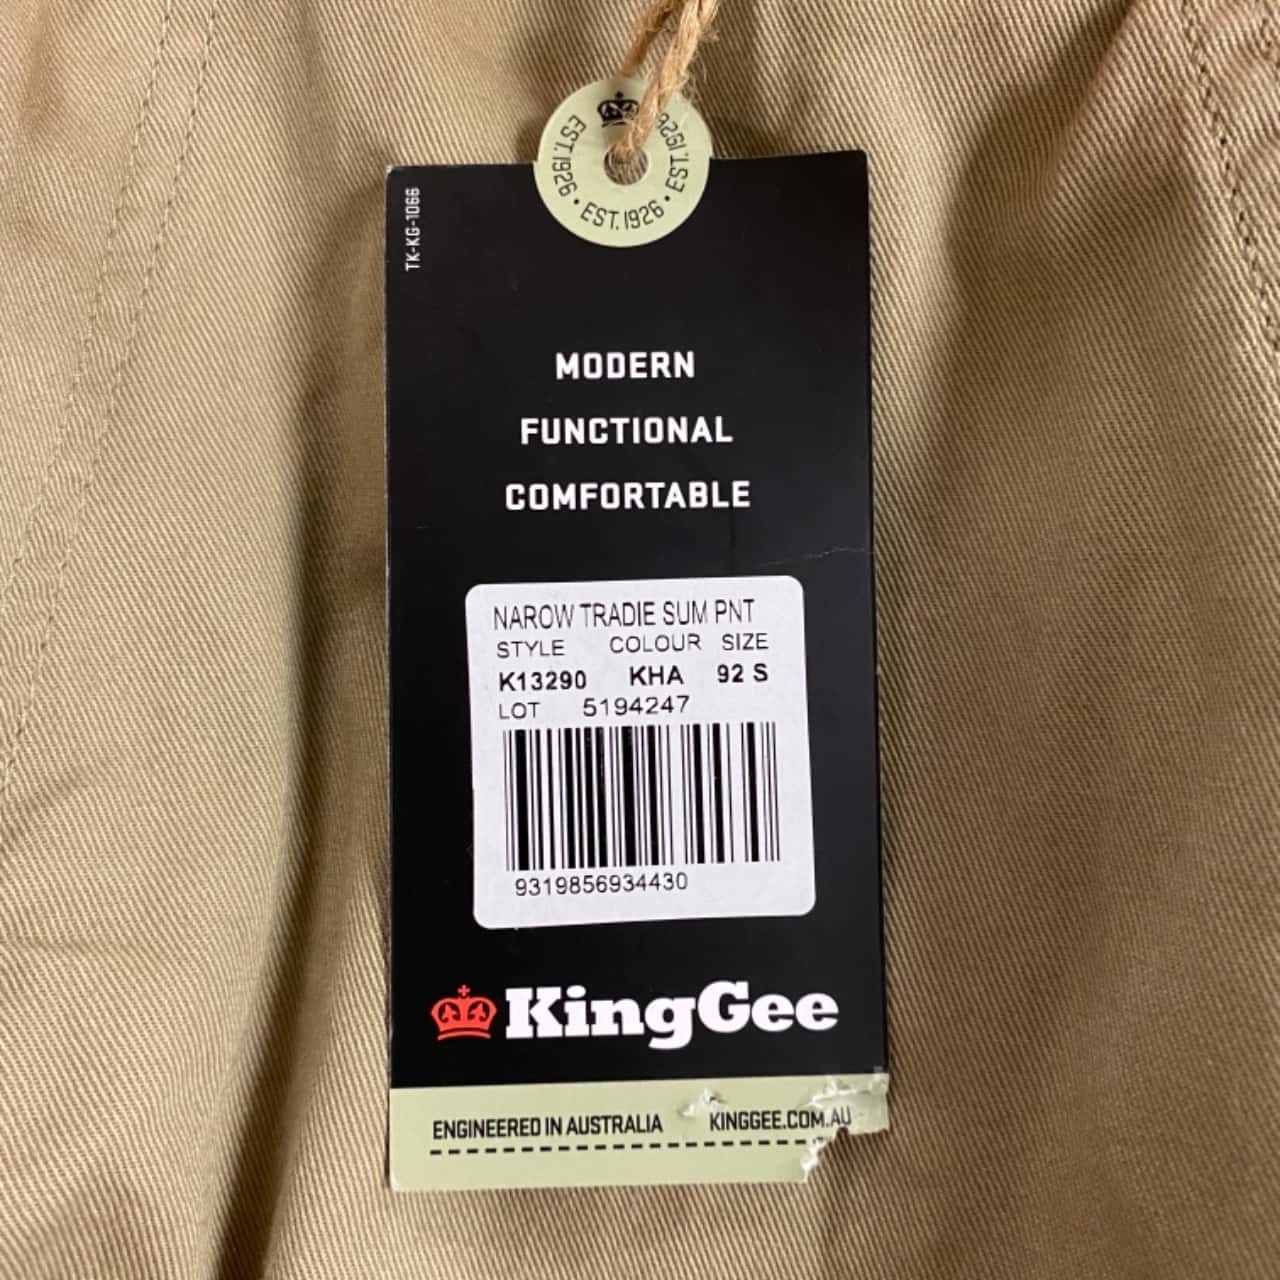 EST. 1926 • EST. 1926 • EST. 1926
TK-KG-1066
MODERN
FUNCTIONAL
COMFORTABLE
NAROW TRADIE SUM PNT
STYLE COLOUR SIZE
K13290 KHA 92 S
LOT 5194247
9319856934430
KingGee
ENGINEERED IN AUSTRALIA KINGGEE.COM.AU